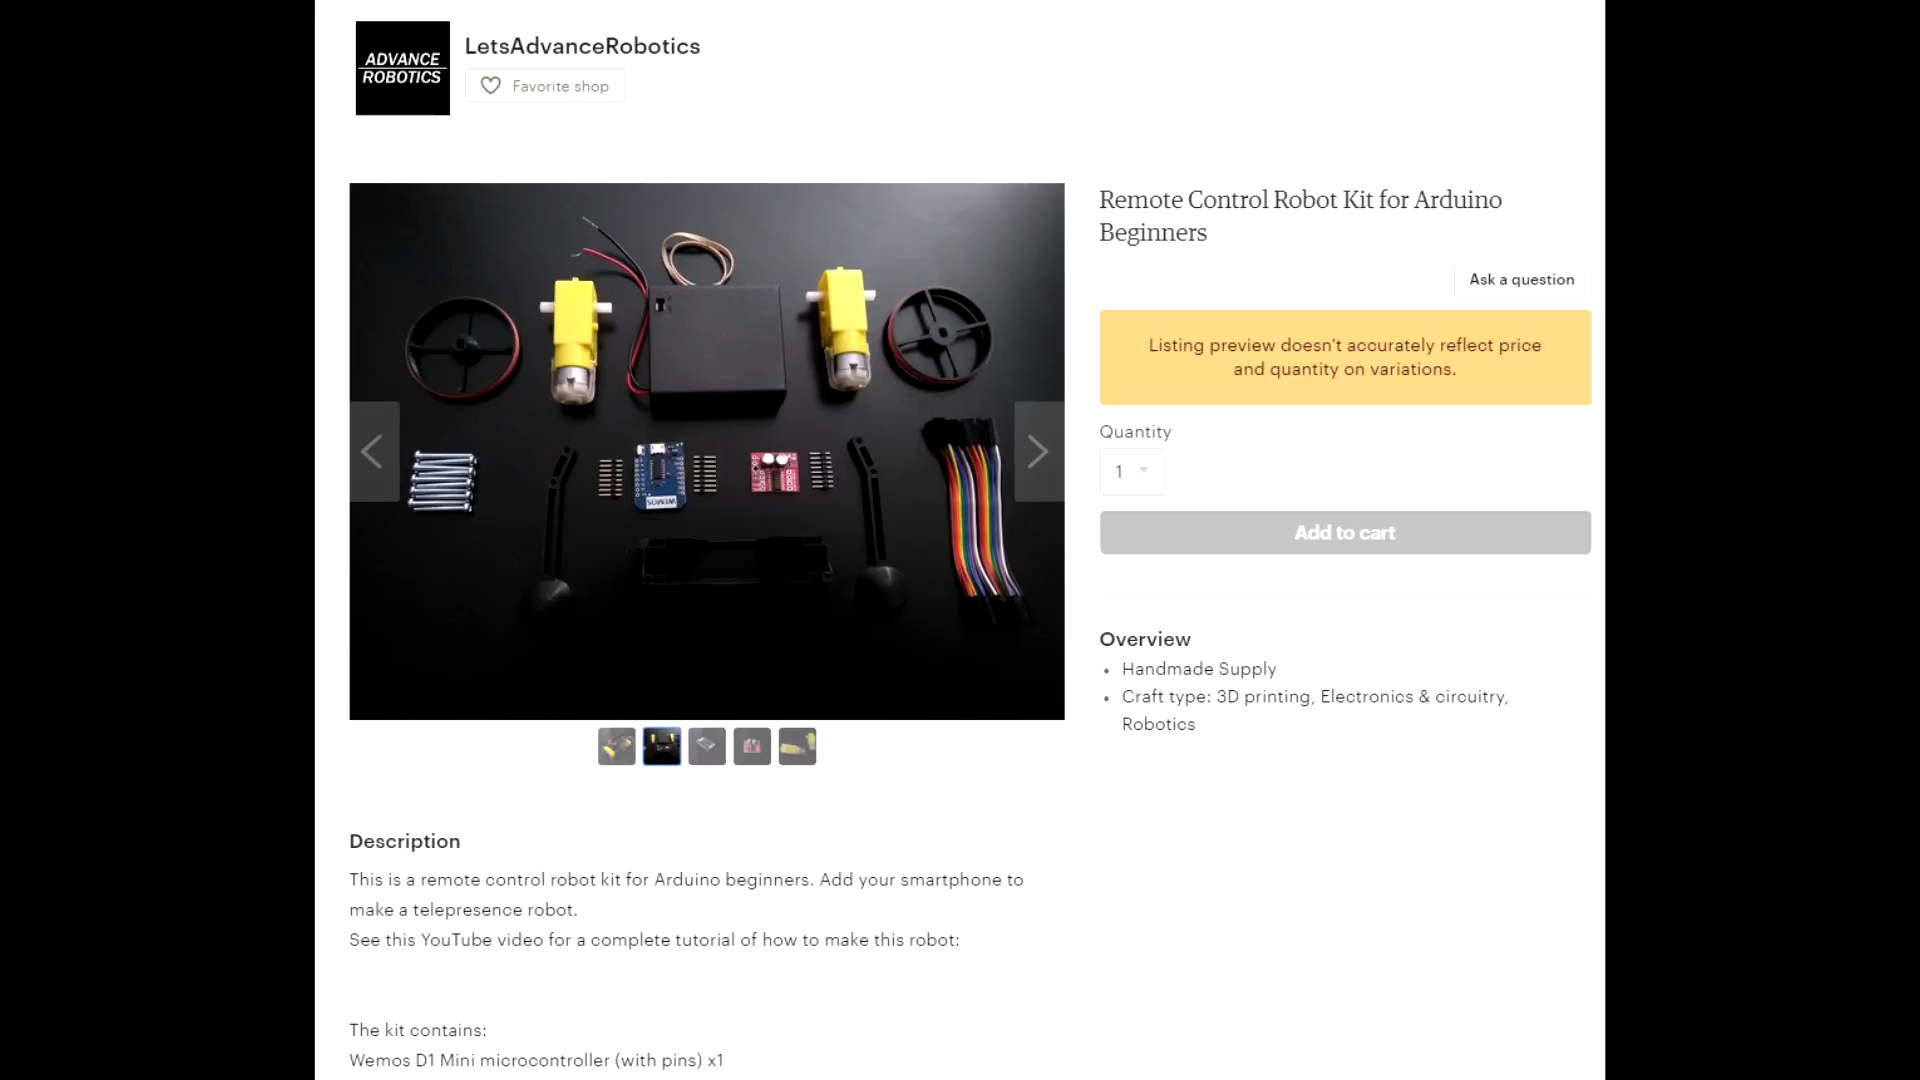 ADVANCE
ROBOTICS
LetsAdvanceRobotics
Favorite shop
Remote Control Robot Kit for Arduino
Beginners
Ask a question
Listing preview doesn't accurately reflect price
and quantity on variations.
Quantity
1
Add to cart
Overview
• Handmade Supply
• Craft type: 3D printing, Electronics & circuitry,
Robotics
WEMOS
Description
This is a remote control robot kit for Arduino beginners. Add your smartphone to
make a telepresence robot.
See this YouTube video for a complete tutorial of how to make this robot:
The kit contains:
Wemos D1 Mini microcontroller (with pins) x1